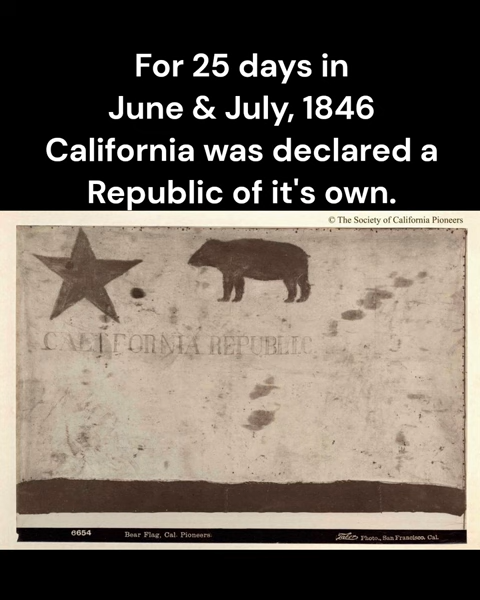 For 25 days in
June & July, 1846
California was declared a
Republic of it's own.
© The Society of California Pioneers
CALIFORNIA REPUBLIC
6654 Bear Flag, Cal. Pioneers. Taber Photo., San Francisco, Cal.